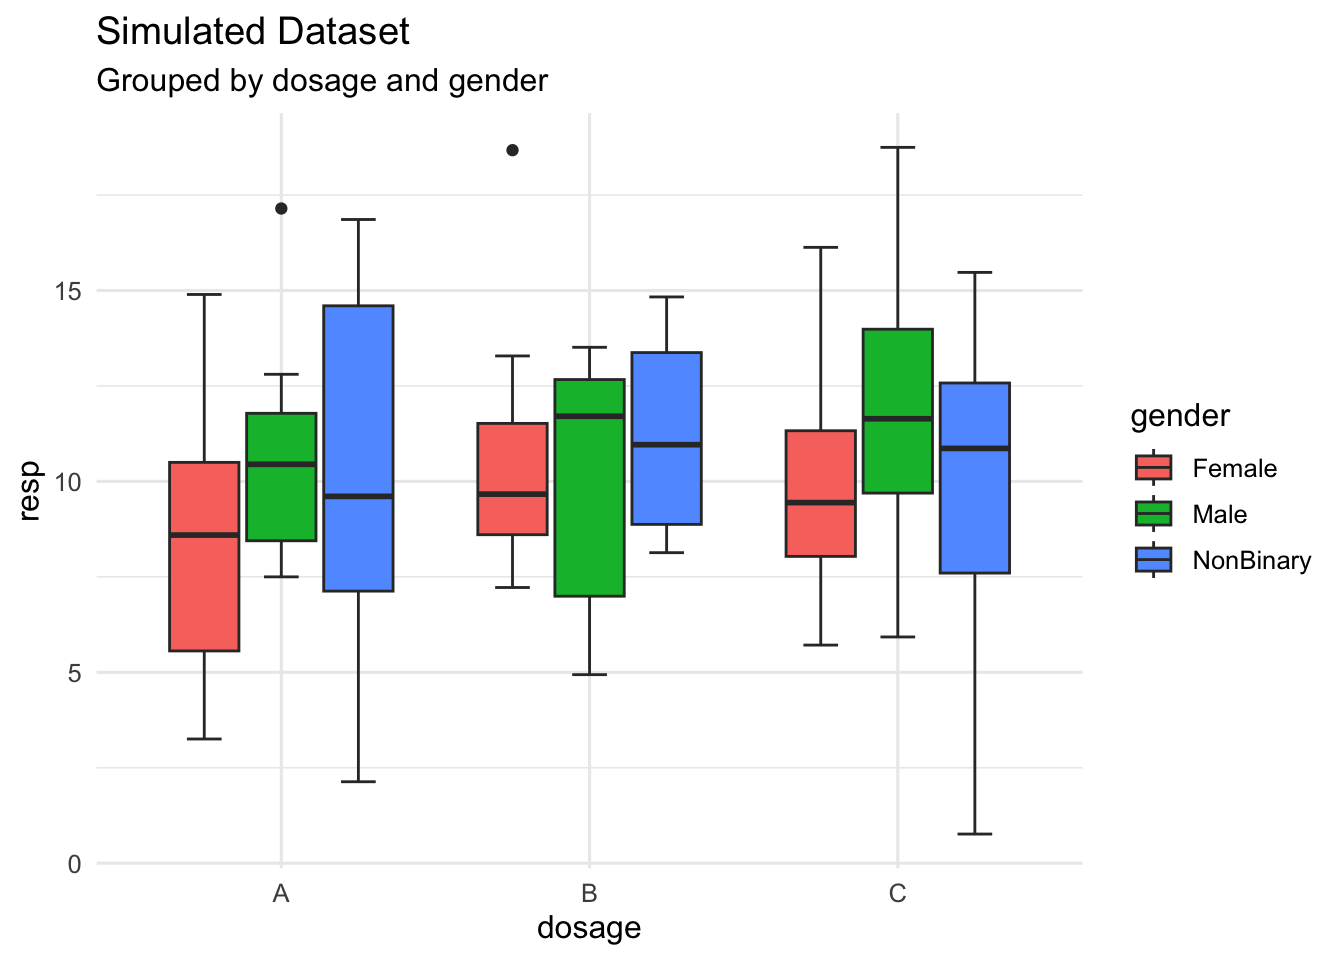 Simulated Dataset
Grouped by dosage and gender
resp
15
10
5
0
A
B
C
dosage
gender
Female
Male
NonBinary